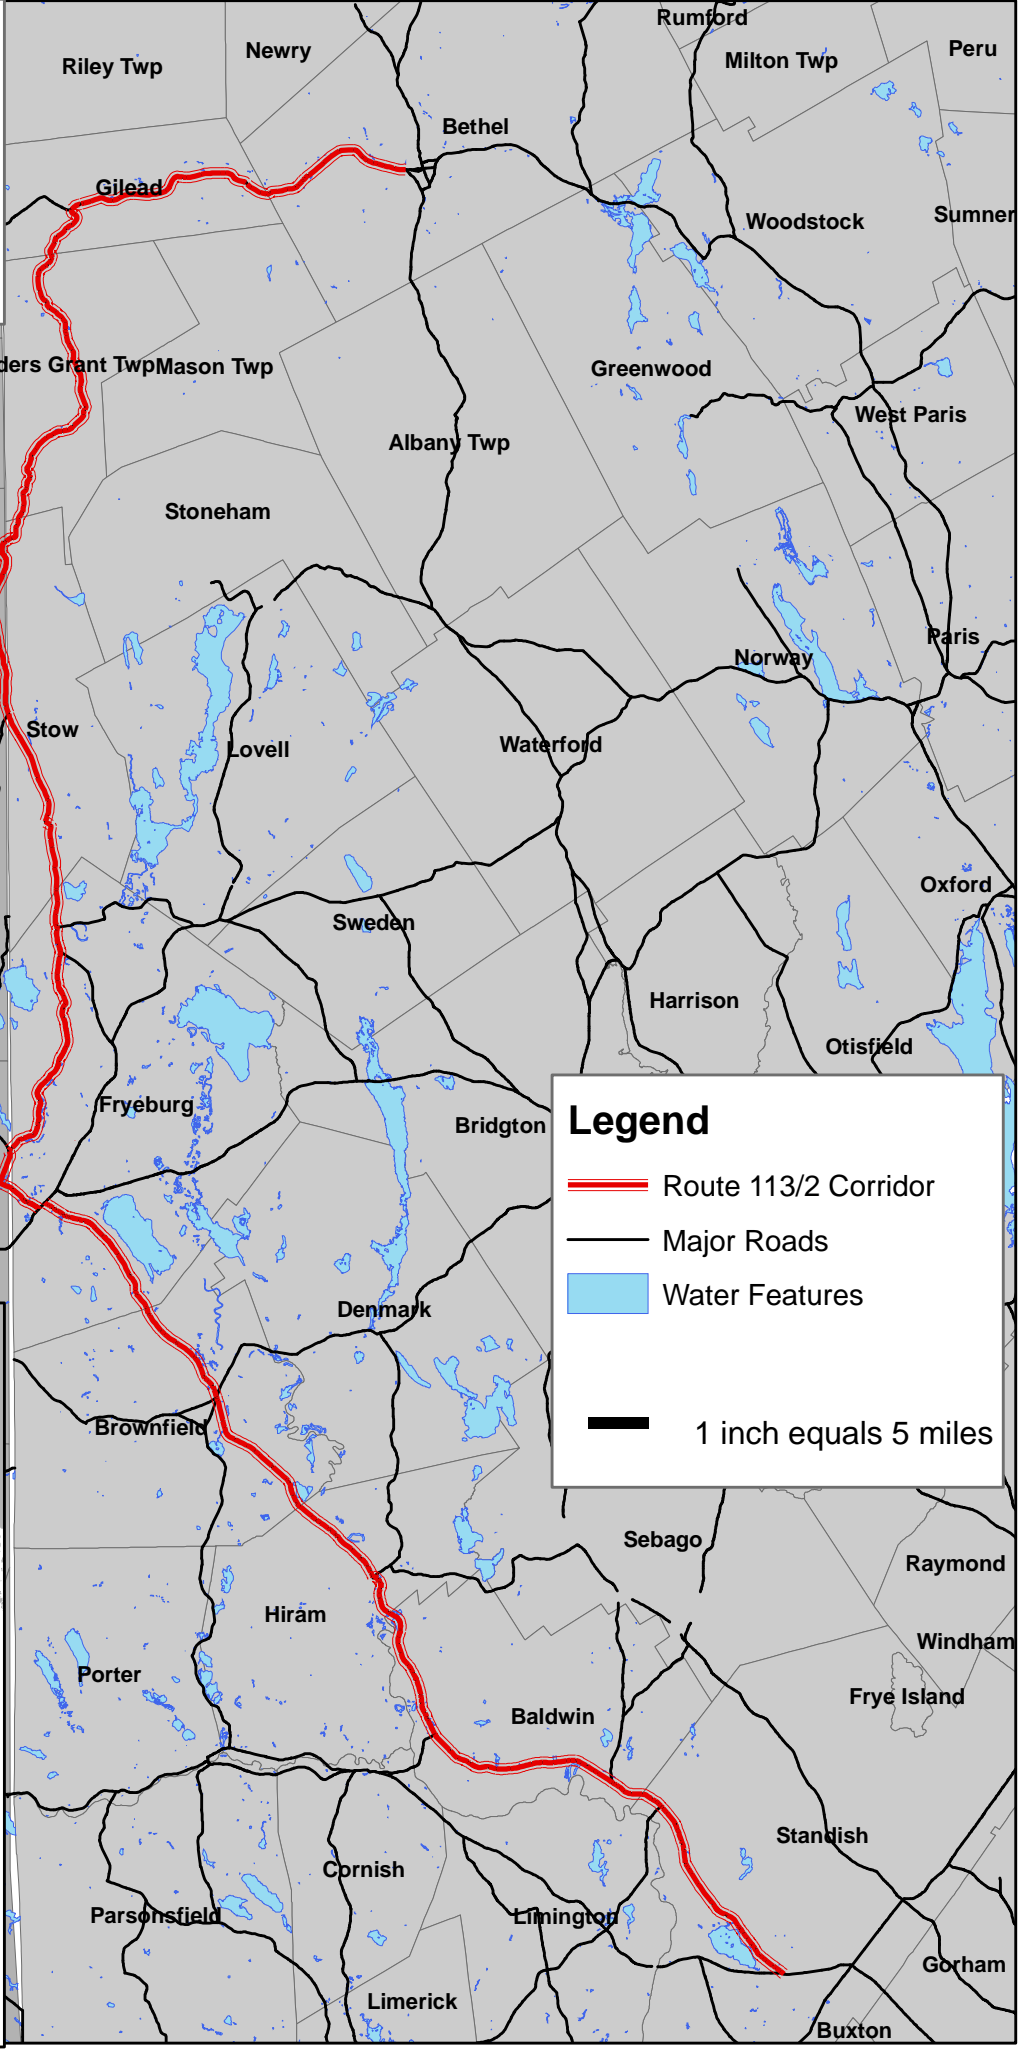 Rumford
Newry
Peru
Riley Twp
Milton Twp
Bethel
Gilead
Woodstock
Sumner
ders Grant Twp
Mason Twp
Greenwood
West Paris
Albany Twp
Stoneham
Paris
Norway
Stow
Lovell
Waterford
Oxford
Sweden
Harrison
Otisfield
Fryeburg
Bridgton
Legend
Route 113/2 Corridor
Major Roads
Water Features
1 inch equals 5 miles
Denmark
Brownfield
Sebago
Raymond
Hiram
Windham
Porter
Frye Island
Baldwin
Standish
Cornish
Parsonsfield
Limington
Gorham
Limerick
Buxton